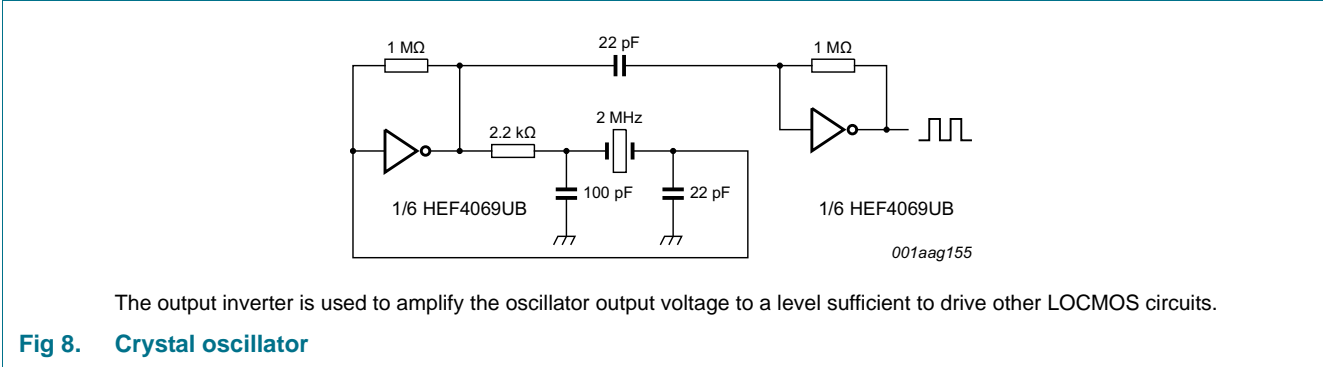 1 MΩ
22 pF
1 MΩ
2 MHz
2.2 kΩ
100 pF
22 pF
1/6 HEF4069UB
1/6 HEF4069UB
001aag155
The output inverter is used to amplify the oscillator output voltage to a level sufficient to drive other LOCMOS circuits.
Fig 8. Crystal oscillator